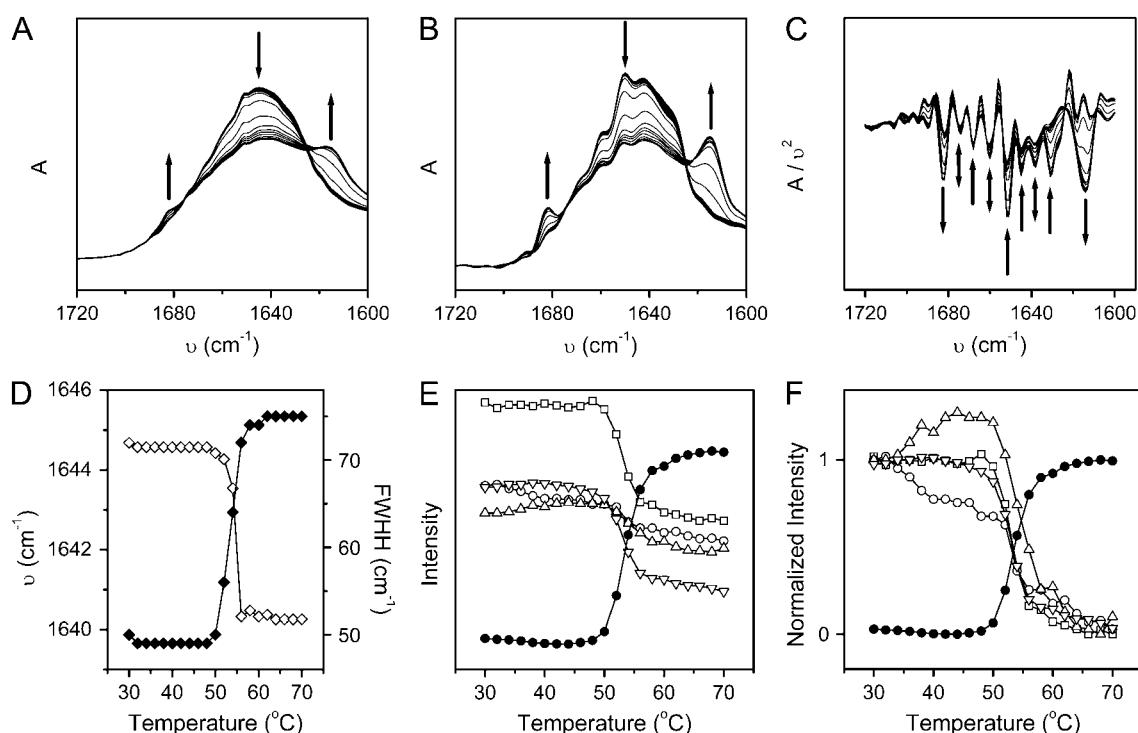 A B C
A A A / υ²
1720 1680 1640 1600 1720 1680 1640 1600 1720 1680 1640 1600
υ (cm⁻¹) υ (cm⁻¹) υ (cm⁻¹)
D E F
1646
1644
1642
1640
υ (cm⁻¹)
70
60
50
FWHH (cm⁻¹)
Intensity
Normalized Intensity
1
0
30 40 50 60 70 30 40 50 60 70 30 40 50 60 70
Temperature (°C) Temperature (°C) Temperature (°C)